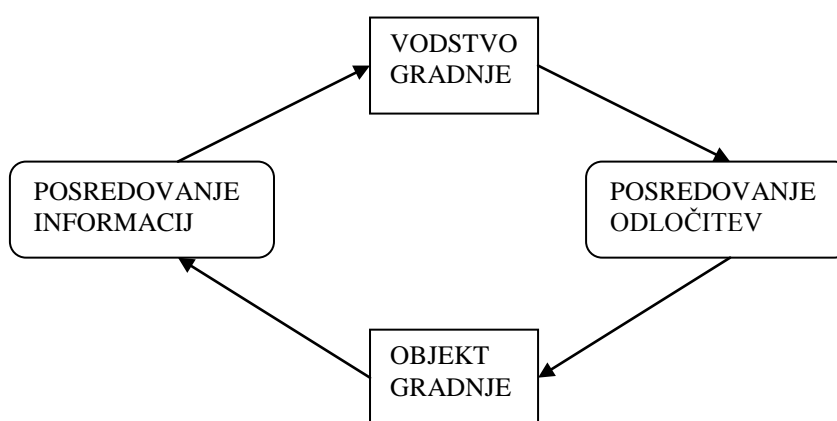 VODSTVO
GRADNJE
POSREDOVANJE
INFORMACIJ
POSREDOVANJE
ODLOČITEV
OBJEKT
GRADNJE